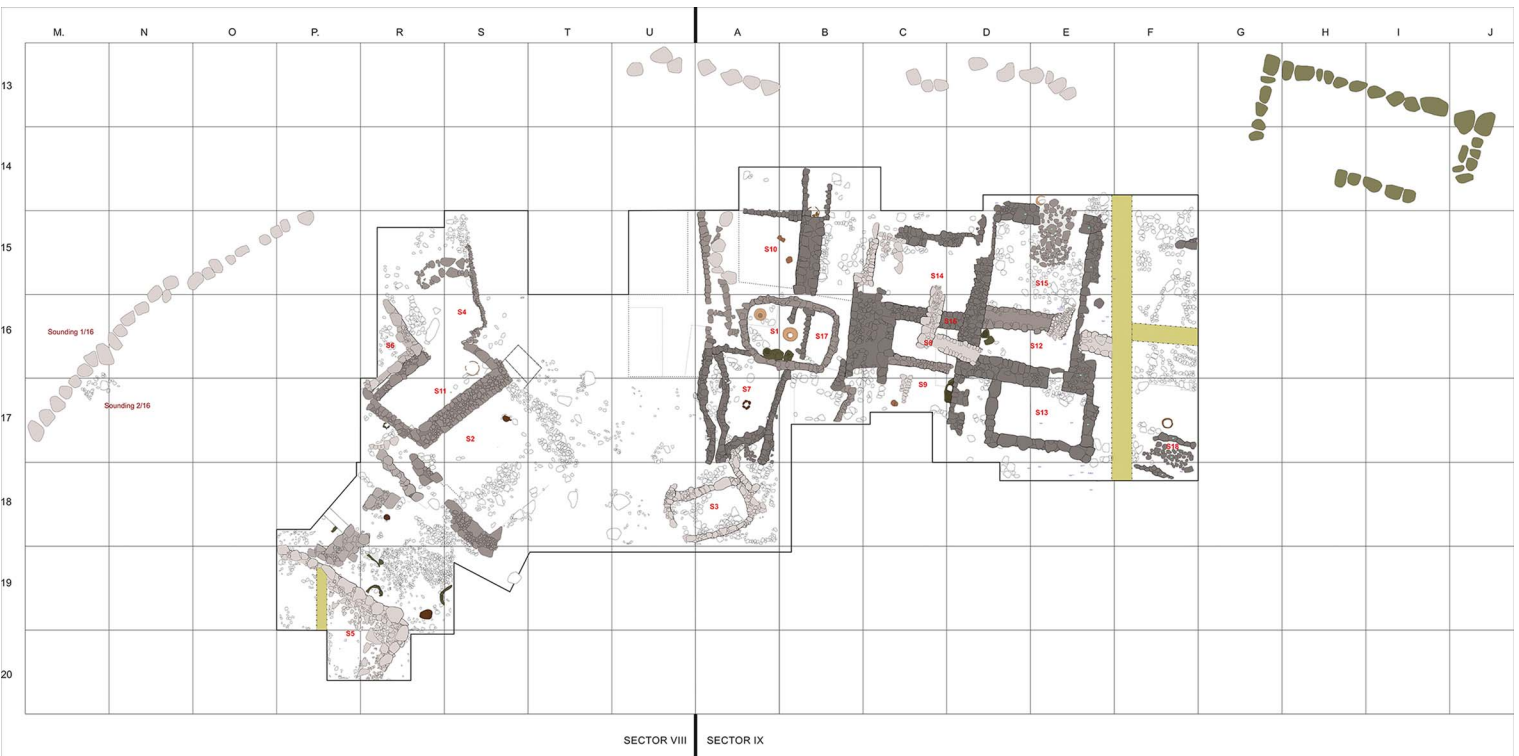 M. N O P. R S T U A B C D E F G H I J
13
14
15
16
17
18
19
20
S10
S14
S15
S4
Sounding 1/16
S1
S17
S16
S6
S8
S12
Sounding 2/16
S11
S7
S9
S13
S2
S18
S3
S5
SECTOR VIII SECTOR IX